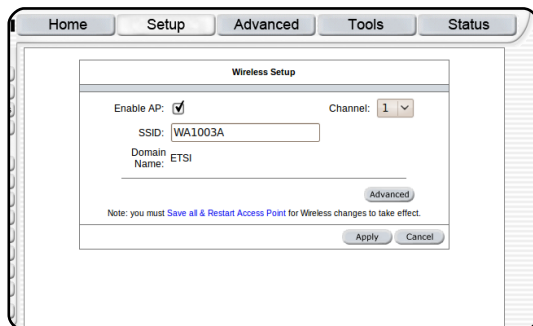 Home Setup Advanced Tools Status
Wireless Setup
Enable AP: Channel: 1
SSID: WA1003A
Domain Name: ETSI
Advanced
Note: you must Save all & Restart Access Point for Wireless changes to take effect.
Apply Cancel